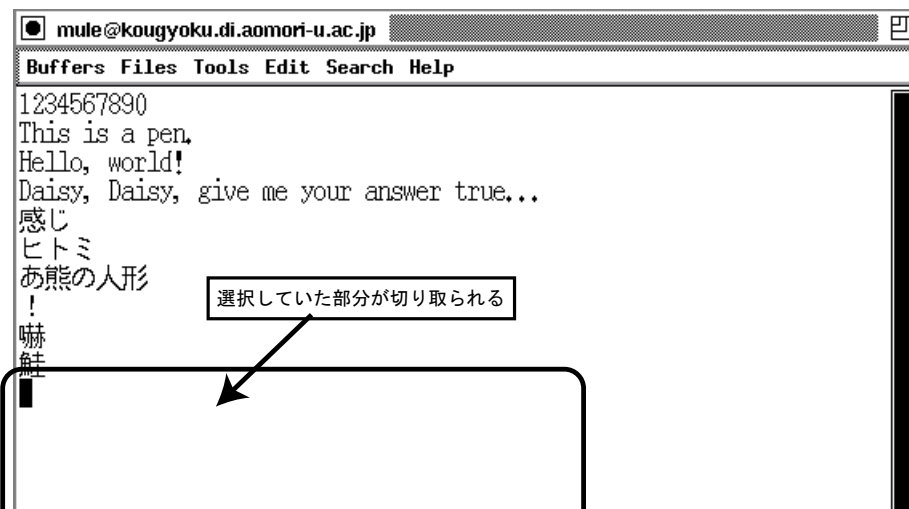 mule@kougyoku.di.aomori-u.ac.jp
Buffers Files Tools Edit Search Help
1234567890
This is a pen.
Hello, world!
Daisy, Daisy, give me your answer true...
感じ
ヒトミ
あ熊の人形
!
嚇
鮭
選択していた部分が切り取られる